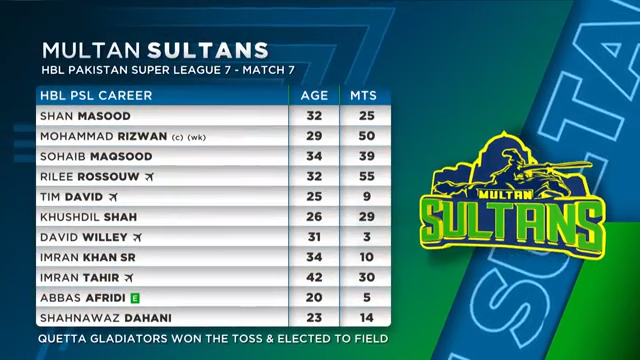 MULTAN SULTANS
HBL PAKISTAN SUPER LEAGUE 7 - MATCH 7
HBL PSL CAREER AGE MTS
SHAN MASOOD 32 25
MOHAMMAD RIZWAN (c) (wk) 29 50
SOHAIB MAQSOOD 34 39
RILEE ROSSOUW 32 55
TIM DAVID 25 9
KHUSHDIL SHAH 26 29
DAVID WILLEY 31 3
IMRAN KHAN SR 34 10
IMRAN TAHIR 42 30
ABBAS AFRIDI E 20 5
SHAHNAWAZ DAHANI 23 14
QUETTA GLADIATORS WON THE TOSS & ELECTED TO FIELD
MULTAN
SULTANS
SULTA